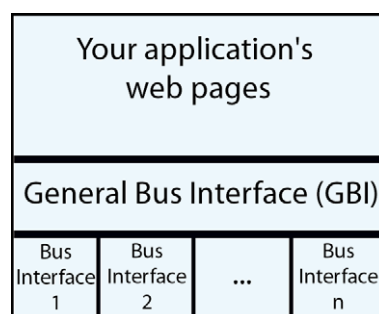 Your application's
web pages
General Bus Interface (GBI)
Bus
Interface
1
Bus
Interface
2
...
Bus
Interface
n